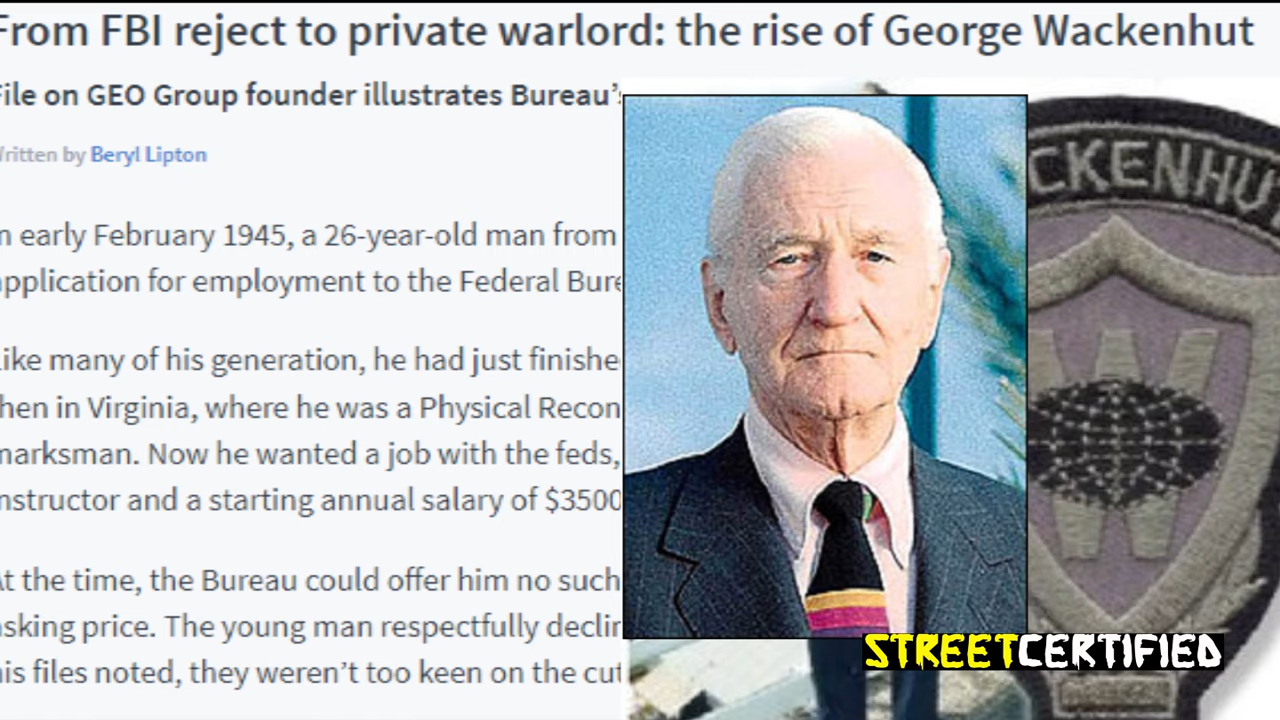 From FBI reject to private warlord: the rise of George Wackenhut
File on GEO Group founder illustrates Bureau's
Written by Beryl Lipton
In early February 1945, a 26-year-old man from
application for employment to the Federal Bure
Like many of his generation, he had just finishe
then in Virginia, where he was a Physical Recon
marksman. Now he wanted a job with the feds,
instructor and a starting annual salary of $3500
At the time, the Bureau could offer him no such
asking price. The young man respectfully declin
his files noted, they weren't too keen on the cut
CKENHU
W
STREETCERTIFIED